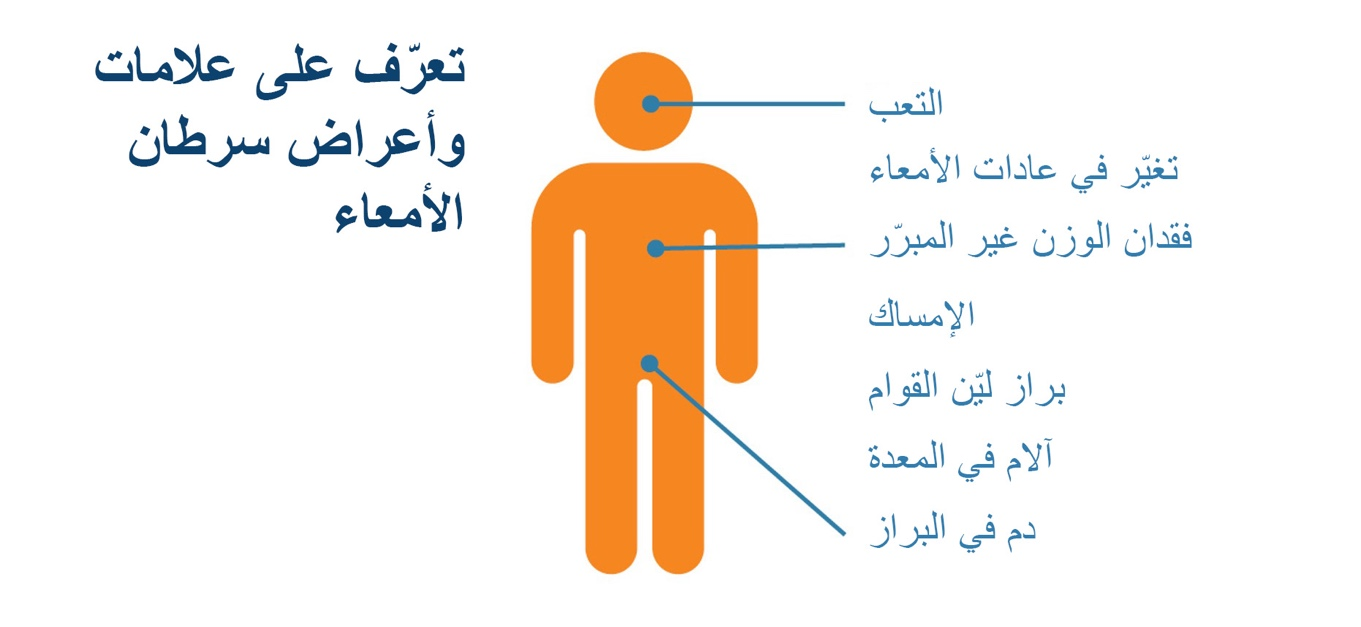 تعرّف على علامات
وأعراض سرطان
الأمعاء
التعب
تغيّر في عادات الأمعاء
فقدان الوزن غير المبرّر
الإمساك
براز ليّن القوام
آلام في المعدة
دم في البراز